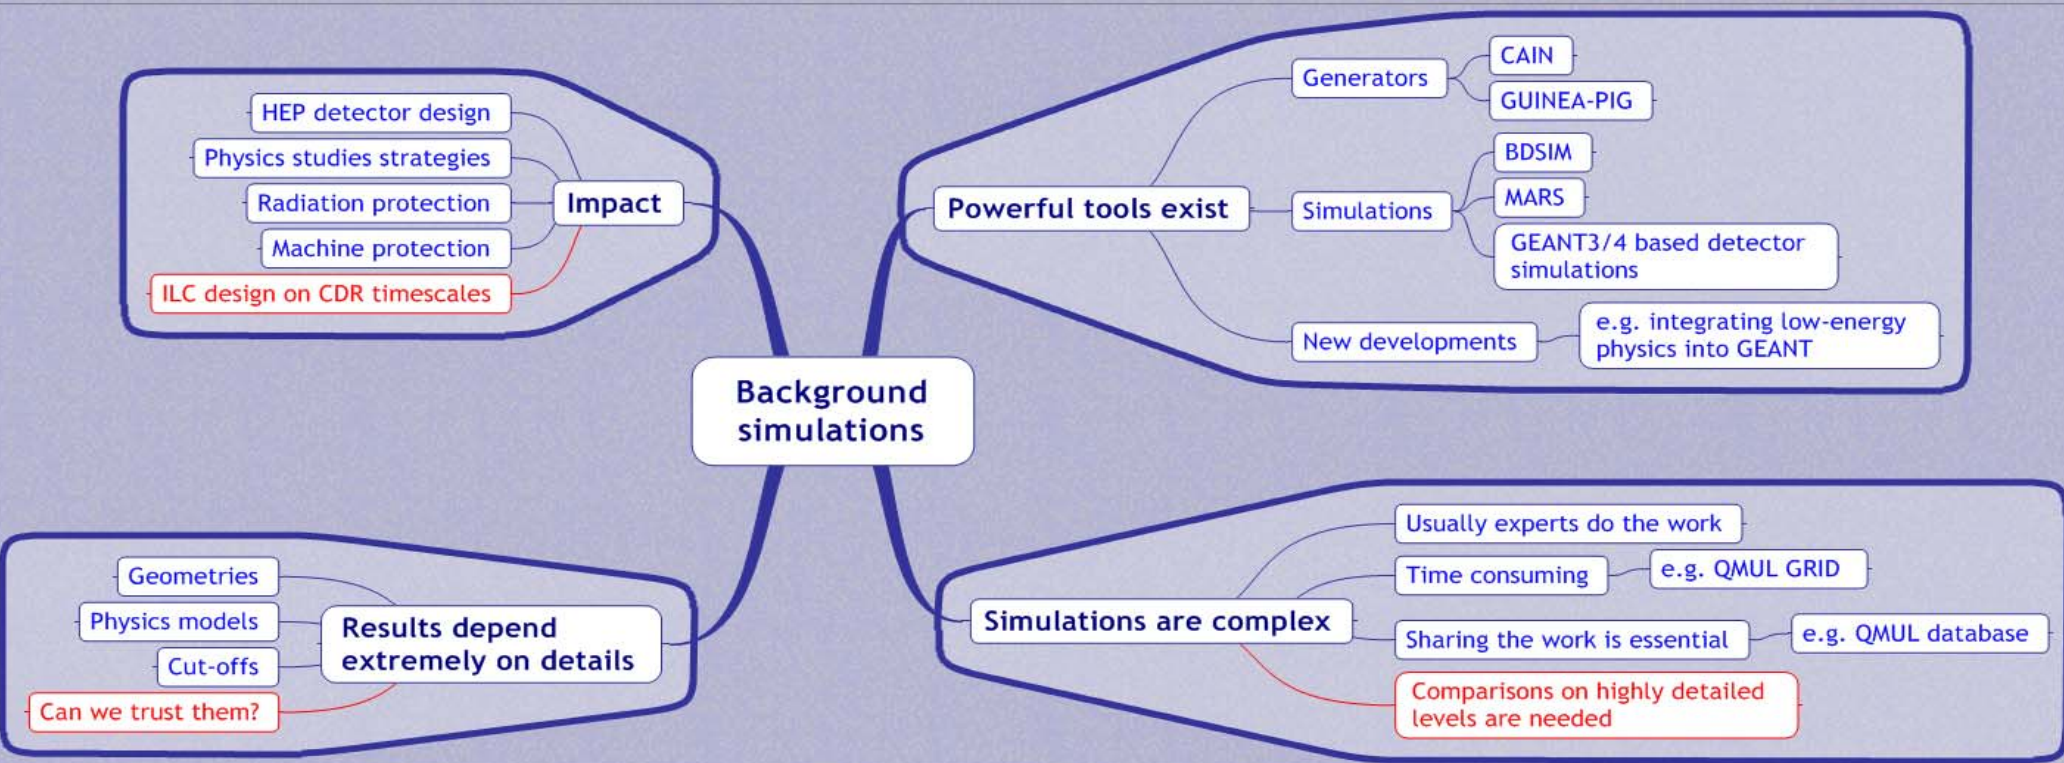 Background
simulations
Impact
HEP detector design
Physics studies strategies
Radiation protection
Machine protection
ILC design on CDR timescales
Powerful tools exist
Generators
CAIN
GUINEA-PIG
Simulations
BDSIM
MARS
GEANT3/4 based detector
simulations
New developments
e.g. integrating low-energy
physics into GEANT
Results depend
extremely on details
Geometries
Physics models
Cut-offs
Can we trust them?
Simulations are complex
Usually experts do the work
Time consuming
e.g. QMUL GRID
Sharing the work is essential
e.g. QMUL database
Comparisons on highly detailed
levels are needed